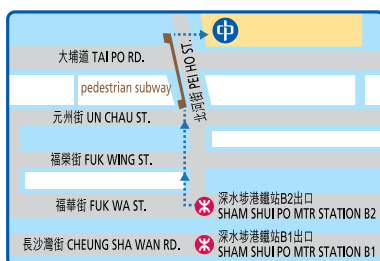 中
大埔道 TAI PO RD.
北河街 PEI HO ST.
pedestrian subway
元州街 UN CHAU ST.
福榮街 FUK WING ST.
福華街 FUK WA ST.
深水埗港鐵站B2出口
SHAM SHUI PO MTR STATION B2
長沙灣街 CHEUNG SHA WAN RD.
深水埗港鐵站B1出口
SHAM SHUI PO MTR STATION B1